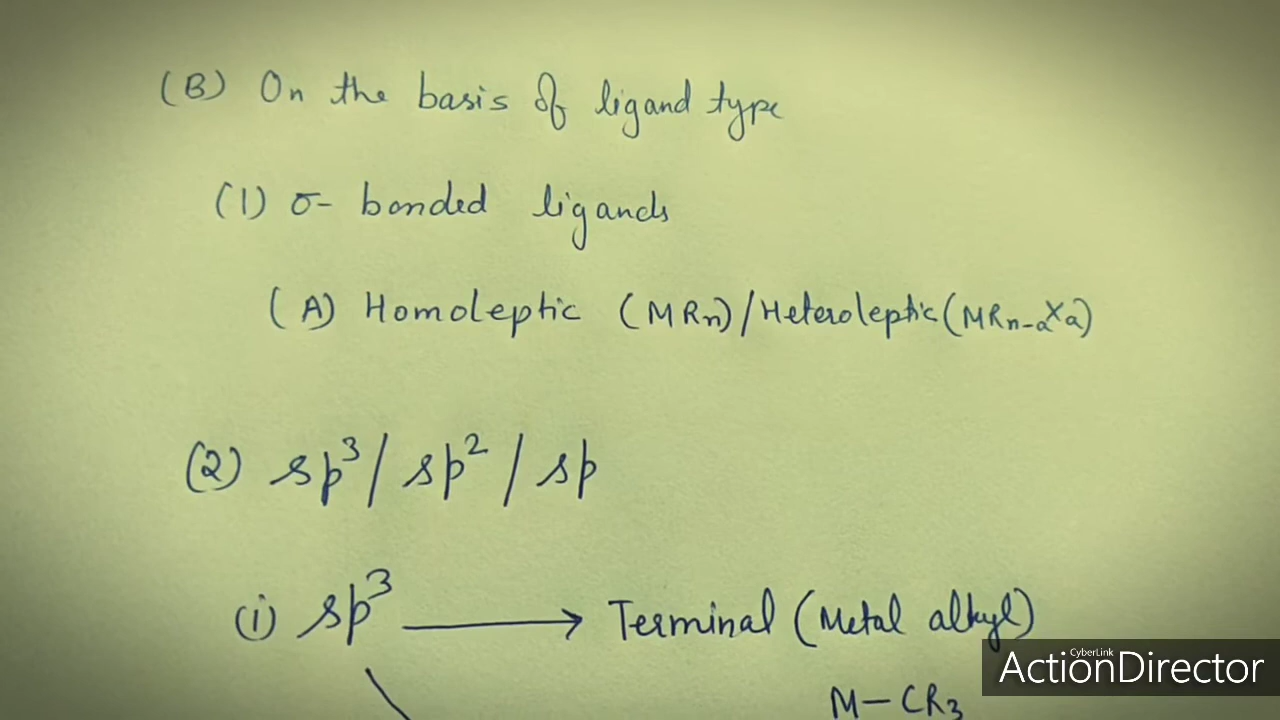 (B) On the basis of ligand type
(1) σ- bonded ligands
(A) Homoleptic (MRn)/Heteroleptic(MRn-aXa)
(2) sp³/ sp² / sp
(i) sp³ ⟶ Terminal (Metal alkyl)
M-CR₃
CyberLink
ActionDirector